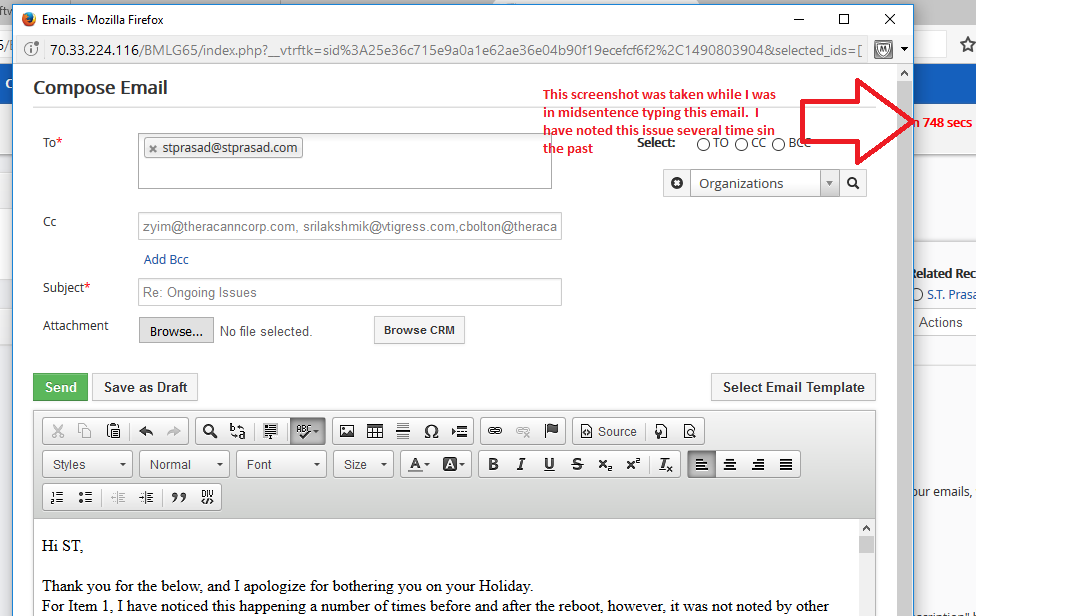 ftv
Emails - Mozilla Firefox
70.33.224.116/BMLG65/index.php?__vtrftk=sid%3A25e36c715e9a0a1e62ae36e04b90f19ecefcf6f2%2C1490803904&selected_ids=[
Compose Email
This screenshot was taken while I was
in midsentence typing this email. I
have noted this issue several time sin
the past
n 748 secs
To*
stprasad@stprasad.com
Select: TO CC BCC
Organizations
Cc
zyim@theracanncorp.com, srilakshmik@vtigress.com,cbolton@theraca
Add Bcc
Related Rec
S.T. Prasa
Subject*
Re: Ongoing Issues
Actions
Attachment
Browse... No file selected. Browse CRM
Send Save as Draft Select Email Template
ABC Ω Source
Styles Normal Font Size A A B I U S x₂ x² Tx
DIV
our emails,
Hi ST,
Thank you for the below, and I apologize for bothering you on your Holiday.
For Item 1, I have noticed this happening a number of times before and after the reboot, however, it was not noted by other